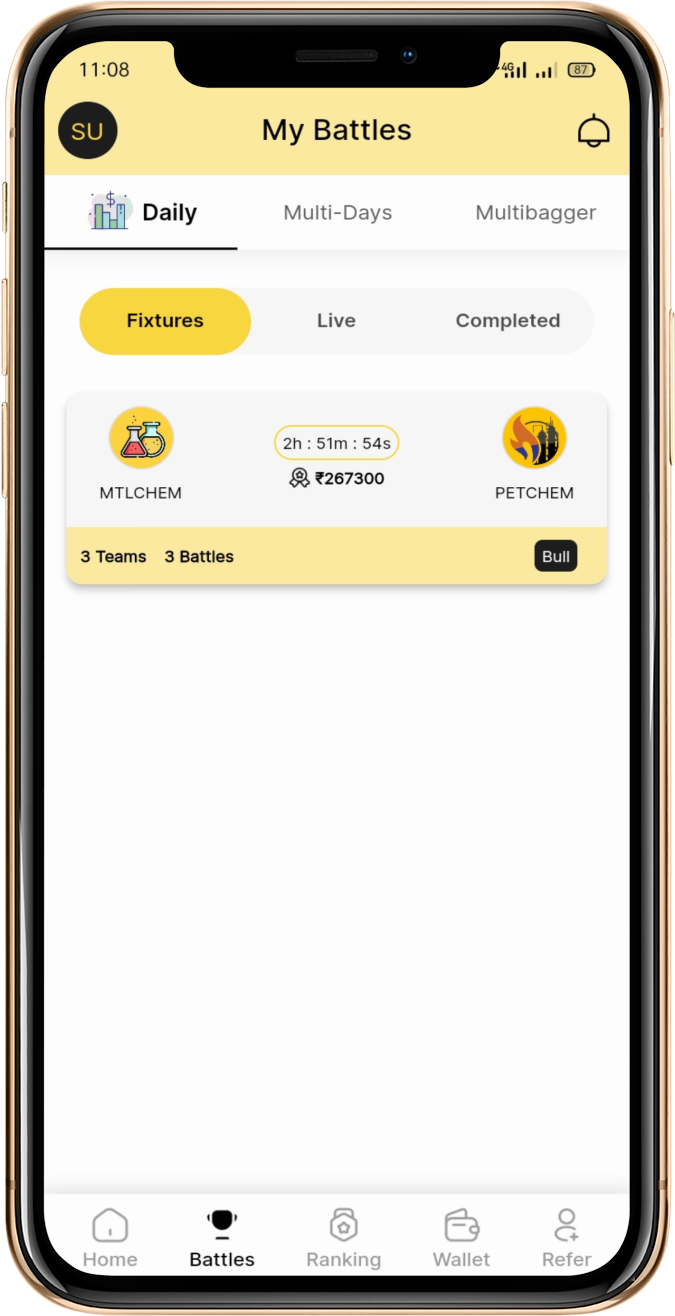 11:08 4G 87
SU My Battles
$
Daily Multi-Days Multibagger
Fixtures Live Completed
2h : 51m : 54s
₹267300
MTLCHEM PETCHEM
3 Teams 3 Battles Bull
Home Battles Ranking Wallet Refer